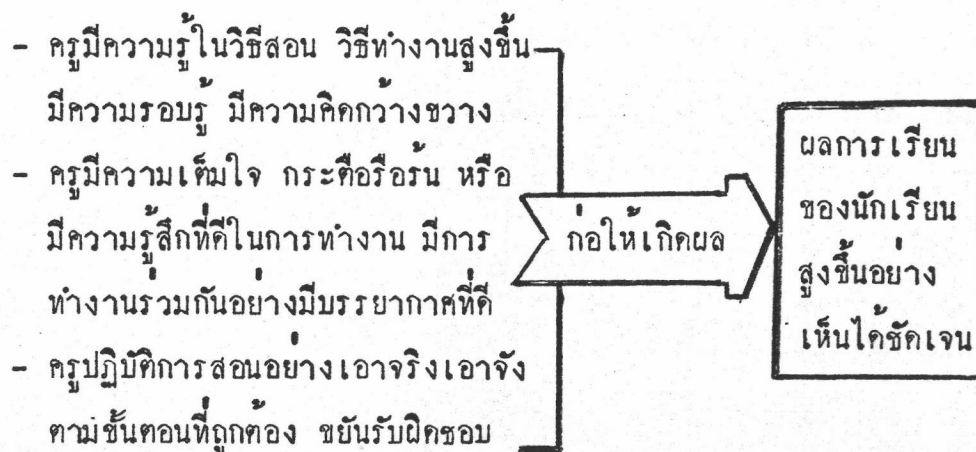 - ครูมีความรู้ในวิธีสอน วิธีทำงานสูงขึ้น
มีความรอบรู้ มีความคิดกว้างขวาง
- ครูมีความเต็มใจ กระตือรือร้น หรือ
มีความรู้สึกที่ดีในการทำงาน มีการ
ทำงานร่วมกันอย่างมีบรรยากาศที่ดี
- ครูปฏิบัติการสอนอย่างเอาจริงเอาจัง
ตามขั้นตอนที่ถูกต้อง ขยันรับผิดชอบ
ก่อให้เกิดผล
ผลการเรียน
ของนักเรียน
สูงขึ้นอย่าง
เห็นได้ชัดเจน